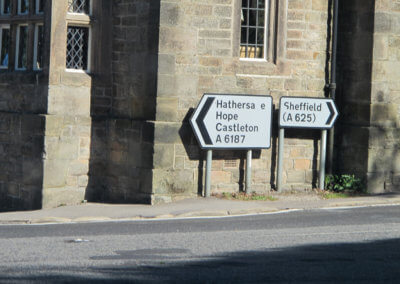 Hathersa e
Hope
Castleton
A 6187
Sheffield
(A 625)